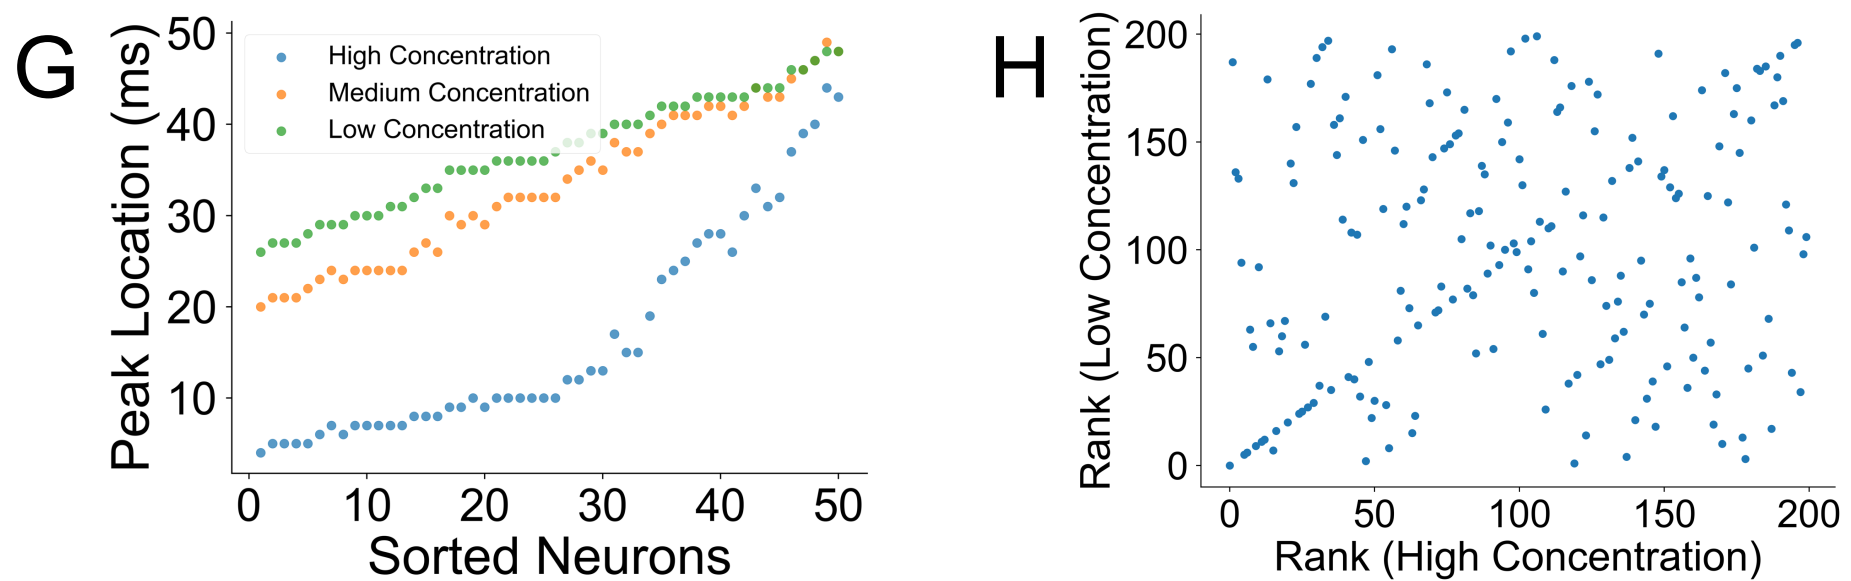 G
Peak Location (ms)
50
40
30
20
10
High Concentration
Medium Concentration
Low Concentration
0 10 20 30 40 50
Sorted Neurons
H
Rank (Low Concentration)
200
150
100
50
0
0 50 100 150 200
Rank (High Concentration)